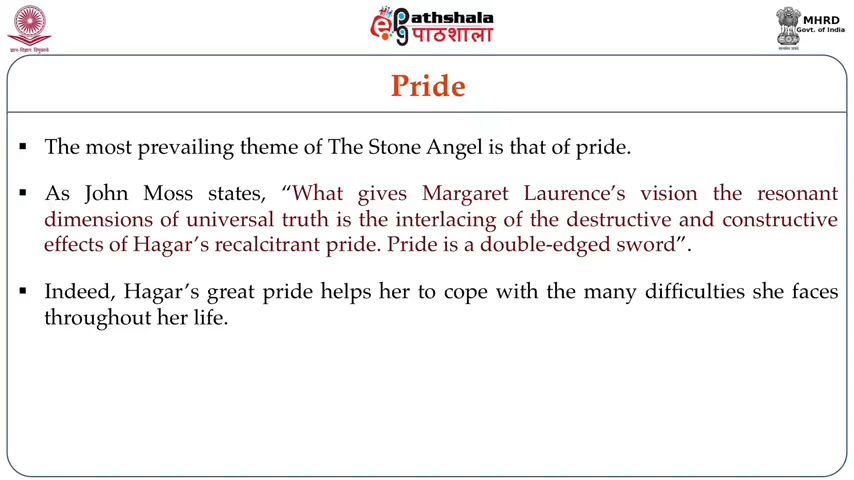 ePathshala
पाठशाला
MHRD
Govt. of India
Pride
▪ The most prevailing theme of The Stone Angel is that of pride.
▪ As John Moss states, “What gives Margaret Laurence’s vision the resonant
dimensions of universal truth is the interlacing of the destructive and constructive
effects of Hagar’s recalcitrant pride. Pride is a double-edged sword”.
▪ Indeed, Hagar’s great pride helps her to cope with the many difficulties she faces
throughout her life.